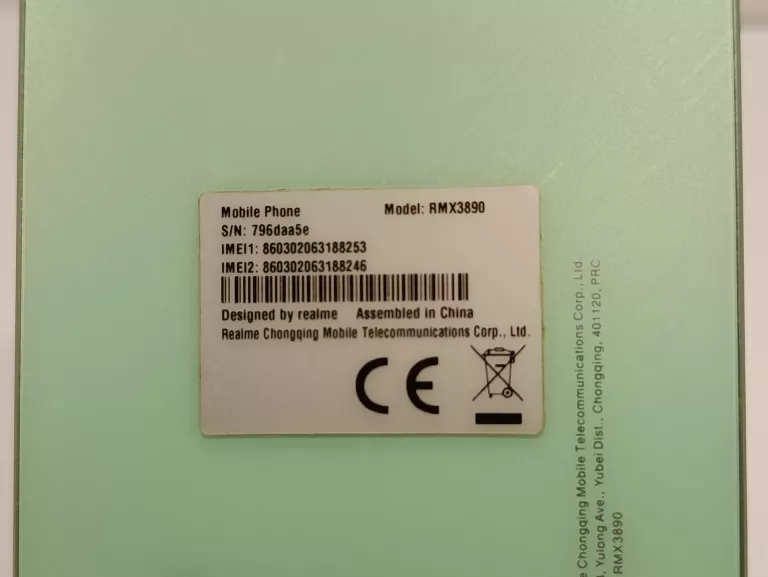 Mobile Phone Model: RMX3890
S/N: 796daa5e
IMEI1: 860302063188253
IMEI2: 860302063188246
Designed by realme Assembled in China
Realme Chongqing Mobile Telecommunications Corp., Ltd.
CE
Chongqing Mobile Telecommunications Corp., Ltd.
Yulong Ave., Yubei Dist., Chongqing, 401120, PRC
RMX3890